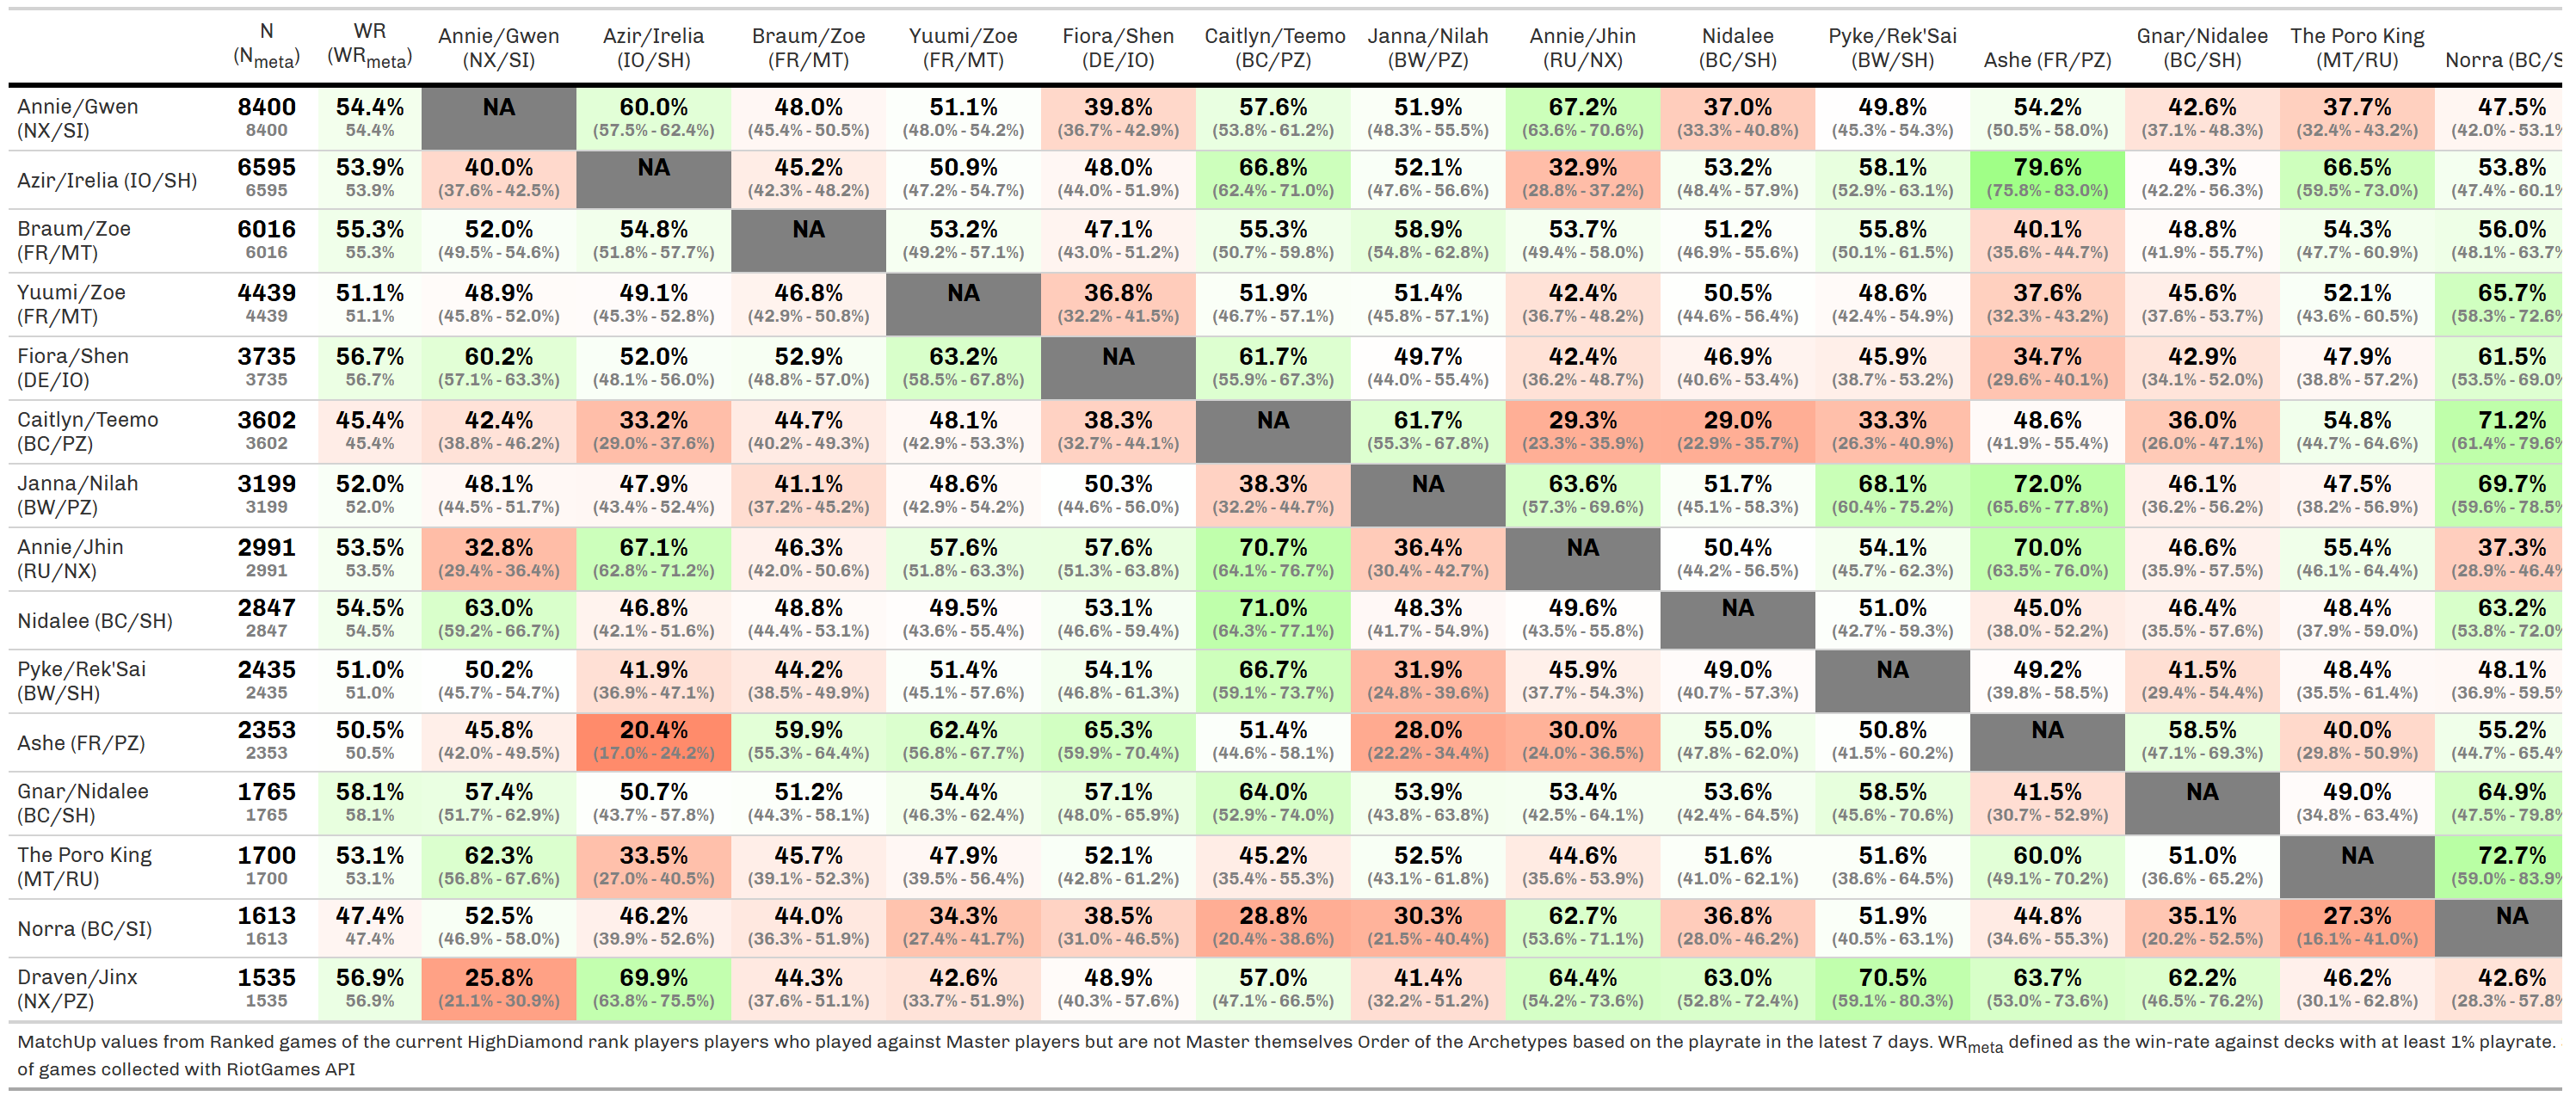 N WR Annie/Gwen Azir/Irelia Braum/Zoe Yuumi/Zoe Fiora/Shen Caitlyn/Teemo Janna/Nilah Annie/Jhin Nidalee Pyke/Rek'Sai Ashe (FR/PZ) Gnar/Nidalee The Poro King Norra (BC/S
(Nmeta) (WRmeta) (NX/SI) (IO/SH) (FR/MT) (FR/MT) (DE/IO) (BC/PZ) (BW/PZ) (RU/NX) (BC/SH) (BW/SH) (BC/SH) (MT/RU)
Annie/Gwen 8400 54.4% NA 60.0% 48.0% 51.1% 39.8% 57.6% 51.9% 67.2% 37.0% 49.8% 54.2% 42.6% 37.7% 47.5%
(NX/SI) 8400 54.4% (57.5% - 62.4%) (45.4% - 50.5%) (48.0% - 54.2%) (36.7% - 42.9%) (53.8% - 61.2%) (48.3% - 55.5%) (63.6% - 70.6%) (33.3% - 40.8%) (45.3% - 54.3%) (50.5% - 58.0%) (37.1% - 48.3%) (32.4% - 43.2%) (42.0% - 53.1%
Azir/Irelia (IO/SH) 6595 53.9% 40.0% NA 45.2% 50.9% 48.0% 66.8% 52.1% 32.9% 53.2% 58.1% 79.6% 49.3% 66.5% 53.8%
6595 53.9% (37.6% - 42.5%) (42.3% - 48.2%) (47.2% - 54.7%) (44.0% - 51.9%) (62.4% - 71.0%) (47.6% - 56.6%) (28.8% - 37.2%) (48.4% - 57.9%) (52.9% - 63.1%) (75.8% - 83.0%) (42.2% - 56.3%) (59.5% - 73.0%) (47.4% - 60.1%
Braum/Zoe 6016 55.3% 52.0% 54.8% NA 53.2% 47.1% 55.3% 58.9% 53.7% 51.2% 55.8% 40.1% 48.8% 54.3% 56.0%
(FR/MT) 6016 55.3% (49.5% - 54.6%) (51.8% - 57.7%) (49.2% - 57.1%) (43.0% - 51.2%) (50.7% - 59.8%) (54.8% - 62.8%) (49.4% - 58.0%) (46.9% - 55.6%) (50.1% - 61.5%) (35.6% - 44.7%) (41.9% - 55.7%) (47.7% - 60.9%) (48.1% - 63.7%
Yuumi/Zoe 4439 51.1% 48.9% 49.1% 46.8% NA 36.8% 51.9% 51.4% 42.4% 50.5% 48.6% 37.6% 45.6% 52.1% 65.7%
(FR/MT) 4439 51.1% (45.8% - 52.0%) (45.3% - 52.8%) (42.9% - 50.8%) (32.2% - 41.5%) (46.7% - 57.1%) (45.8% - 57.1%) (36.7% - 48.2%) (44.6% - 56.4%) (42.4% - 54.9%) (32.3% - 43.2%) (37.6% - 53.7%) (43.6% - 60.5%) (58.3% - 72.6%
Fiora/Shen 3735 56.7% 60.2% 52.0% 52.9% 63.2% NA 61.7% 49.7% 42.4% 46.9% 45.9% 34.7% 42.9% 47.9% 61.5%
(DE/IO) 3735 56.7% (57.1% - 63.3%) (48.1% - 56.0%) (48.8% - 57.0%) (58.5% - 67.8%) (55.9% - 67.3%) (44.0% - 55.4%) (36.2% - 48.7%) (40.6% - 53.4%) (38.7% - 53.2%) (29.6% - 40.1%) (34.1% - 52.0%) (38.8% - 57.2%) (53.5% - 69.0%
Caitlyn/Teemo 3602 45.4% 42.4% 33.2% 44.7% 48.1% 38.3% NA 61.7% 29.3% 29.0% 33.3% 48.6% 36.0% 54.8% 71.2%
(BC/PZ) 3602 45.4% (38.8% - 46.2%) (29.0% - 37.6%) (40.2% - 49.3%) (42.9% - 53.3%) (32.7% - 44.1%) (55.3% - 67.8%) (23.3% - 35.9%) (22.9% - 35.7%) (26.3% - 40.9%) (41.9% - 55.4%) (26.0% - 47.1%) (44.7% - 64.6%) (61.4% - 79.6%
Janna/Nilah 3199 52.0% 48.1% 47.9% 41.1% 48.6% 50.3% 38.3% NA 63.6% 51.7% 68.1% 72.0% 46.1% 47.5% 69.7%
(BW/PZ) 3199 52.0% (44.5% - 51.7%) (43.4% - 52.4%) (37.2% - 45.2%) (42.9% - 54.2%) (44.6% - 56.0%) (32.2% - 44.7%) (57.3% - 69.6%) (45.1% - 58.3%) (60.4% - 75.2%) (65.6% - 77.8%) (36.2% - 56.2%) (38.2% - 56.9%) (59.6% - 78.5%
Annie/Jhin 2991 53.5% 32.8% 67.1% 46.3% 57.6% 57.6% 70.7% 36.4% NA 50.4% 54.1% 70.0% 46.6% 55.4% 37.3%
(RU/NX) 2991 53.5% (29.4% - 36.4%) (62.8% - 71.2%) (42.0% - 50.6%) (51.8% - 63.3%) (51.3% - 63.8%) (64.1% - 76.7%) (30.4% - 42.7%) (44.2% - 56.5%) (45.7% - 62.3%) (63.5% - 76.0%) (35.9% - 57.5%) (46.1% - 64.4%) (28.9% - 46.4%
Nidalee (BC/SH) 2847 54.5% 63.0% 46.8% 48.8% 49.5% 53.1% 71.0% 48.3% 49.6% NA 51.0% 45.0% 46.4% 48.4% 63.2%
2847 54.5% (59.2% - 66.7%) (42.1% - 51.6%) (44.4% - 53.1%) (43.6% - 55.4%) (46.6% - 59.4%) (64.3% - 77.1%) (41.7% - 54.9%) (43.5% - 55.8%) (42.7% - 59.3%) (38.0% - 52.2%) (35.5% - 57.6%) (37.9% - 59.0%) (53.8% - 72.0%
Pyke/Rek'Sai 2435 51.0% 50.2% 41.9% 44.2% 51.4% 54.1% 66.7% 31.9% 45.9% 49.0% NA 49.2% 41.5% 48.4% 48.1%
(BW/SH) 2435 51.0% (45.7% - 54.7%) (36.9% - 47.1%) (38.5% - 49.9%) (45.1% - 57.6%) (46.8% - 61.3%) (59.1% - 73.7%) (24.8% - 39.6%) (37.7% - 54.3%) (40.7% - 57.3%) (39.8% - 58.5%) (29.4% - 54.4%) (35.5% - 61.4%) (36.9% - 59.5%
Ashe (FR/PZ) 2353 50.5% 45.8% 20.4% 59.9% 62.4% 65.3% 51.4% 28.0% 30.0% 55.0% 50.8% NA 58.5% 40.0% 55.2%
2353 50.5% (42.0% - 49.5%) (17.0% - 24.2%) (55.3% - 64.4%) (56.8% - 67.7%) (59.9% - 70.4%) (44.6% - 58.1%) (22.2% - 34.4%) (24.0% - 36.5%) (47.8% - 62.0%) (41.5% - 60.2%) (47.1% - 69.3%) (29.8% - 50.9%) (44.7% - 65.4%
Gnar/Nidalee 1765 58.1% 57.4% 50.7% 51.2% 54.4% 57.1% 64.0% 53.9% 53.4% 53.6% 58.5% 41.5% NA 49.0% 64.9%
(BC/SH) 1765 58.1% (51.7% - 62.9%) (43.7% - 57.8%) (44.3% - 58.1%) (46.3% - 62.4%) (48.0% - 65.9%) (52.9% - 74.0%) (43.8% - 63.8%) (42.5% - 64.1%) (42.4% - 64.5%) (45.6% - 70.6%) (30.7% - 52.9%) (34.8% - 63.4%) (47.5% - 79.8%
The Poro King 1700 53.1% 62.3% 33.5% 45.7% 47.9% 52.1% 45.2% 52.5% 44.6% 51.6% 51.6% 60.0% 51.0% NA 72.7%
(MT/RU) 1700 53.1% (56.8% - 67.6%) (27.0% - 40.5%) (39.1% - 52.3%) (39.5% - 56.4%) (42.8% - 61.2%) (35.4% - 55.3%) (43.1% - 61.8%) (35.6% - 53.9%) (41.0% - 62.1%) (38.6% - 64.5%) (49.1% - 70.2%) (36.6% - 65.2%) (59.0% - 83.9%
Norra (BC/SI) 1613 47.4% 52.5% 46.2% 44.0% 34.3% 38.5% 28.8% 30.3% 62.7% 36.8% 51.9% 44.8% 35.1% 27.3% NA
1613 47.4% (46.9% - 58.0%) (39.9% - 52.6%) (36.3% - 51.9%) (27.4% - 41.7%) (31.0% - 46.5%) (20.4% - 38.6%) (21.5% - 40.4%) (53.6% - 71.1%) (28.0% - 46.2%) (40.5% - 63.1%) (34.6% - 55.3%) (20.2% - 52.5%) (16.1% - 41.0%)
Draven/Jinx 1535 56.9% 25.8% 69.9% 44.3% 42.6% 48.9% 57.0% 41.4% 64.4% 63.0% 70.5% 63.7% 62.2% 46.2% 42.6%
(NX/PZ) 1535 56.9% (21.1% - 30.9%) (63.8% - 75.5%) (37.6% - 51.1%) (33.7% - 51.9%) (40.3% - 57.6%) (47.1% - 66.5%) (32.2% - 51.2%) (54.2% - 73.6%) (52.8% - 72.4%) (59.1% - 80.3%) (53.0% - 73.6%) (46.5% - 76.2%) (30.1% - 62.8%) (28.3% - 57.8%
MatchUp values from Ranked games of the current HighDiamond rank players players who played against Master players but are not Master themselves Order of the Archetypes based on the playrate in the latest 7 days. WRmeta defined as the win-rate against decks with at least 1% playrate.
of games collected with RiotGames API